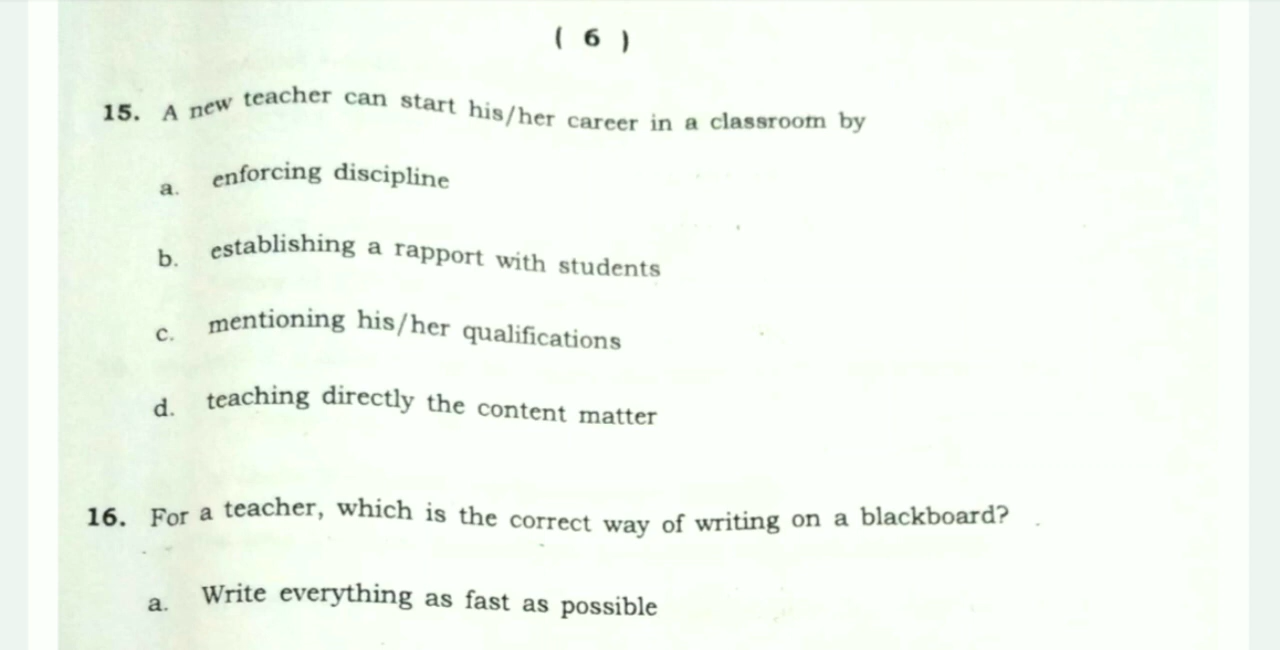 ( 6 )
15. A new teacher can start his/her career in a classroom by
a. enforcing discipline
b. establishing a rapport with students
c. mentioning his/her qualifications
d. teaching directly the content matter
16. For a teacher, which is the correct way of writing on a blackboard?
a. Write everything as fast as possible